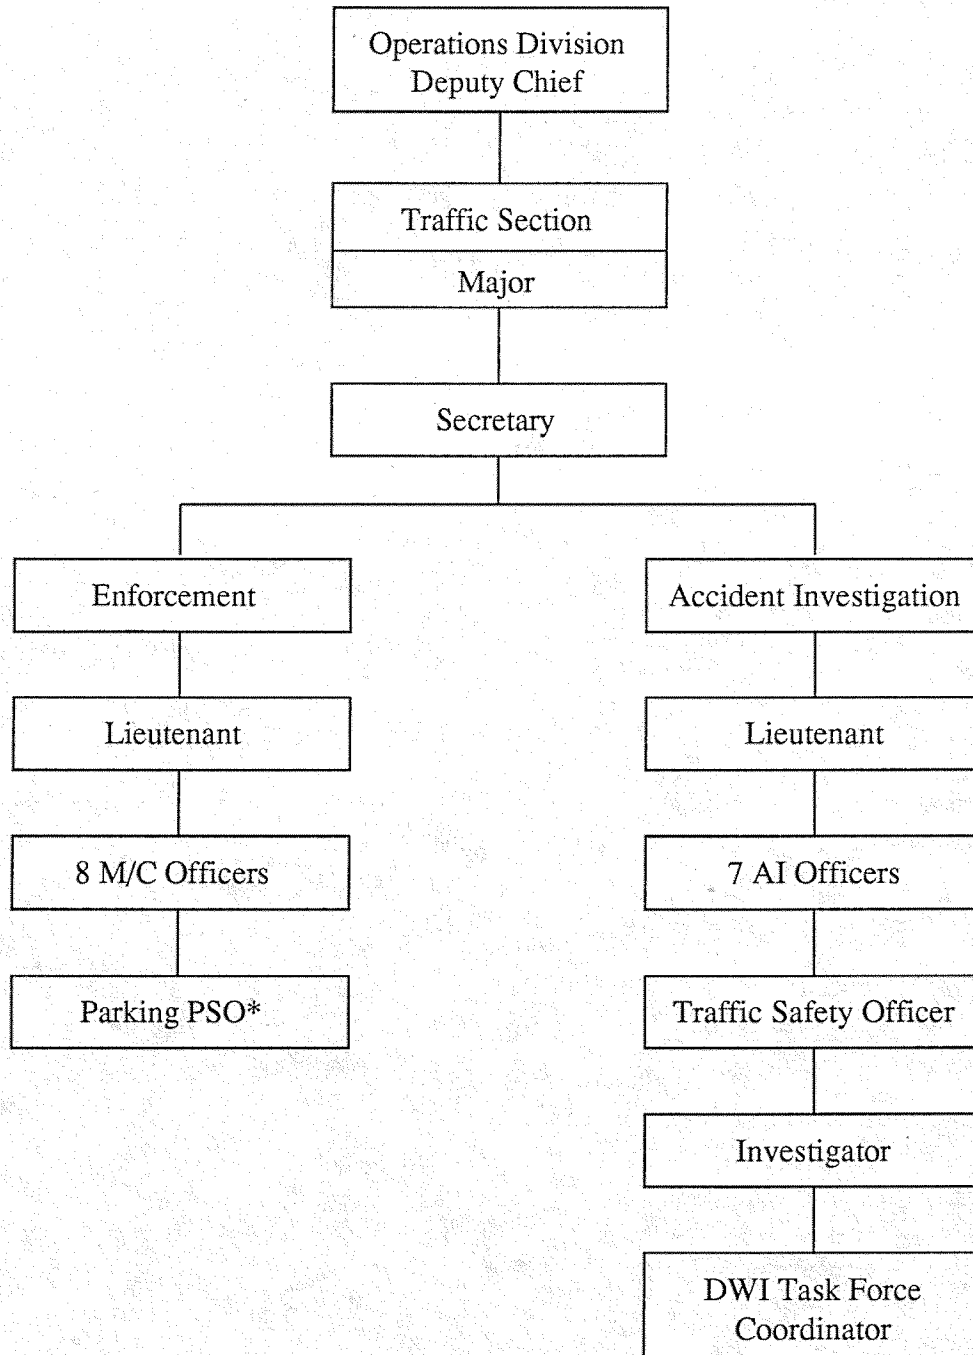 Operations Division
Deputy Chief
Traffic Section
Major
Secretary
Enforcement
Accident Investigation
Lieutenant
Lieutenant
8 M/C Officers
7 AI Officers
Parking PSO*
Traffic Safety Officer
Investigator
DWI Task Force
Coordinator